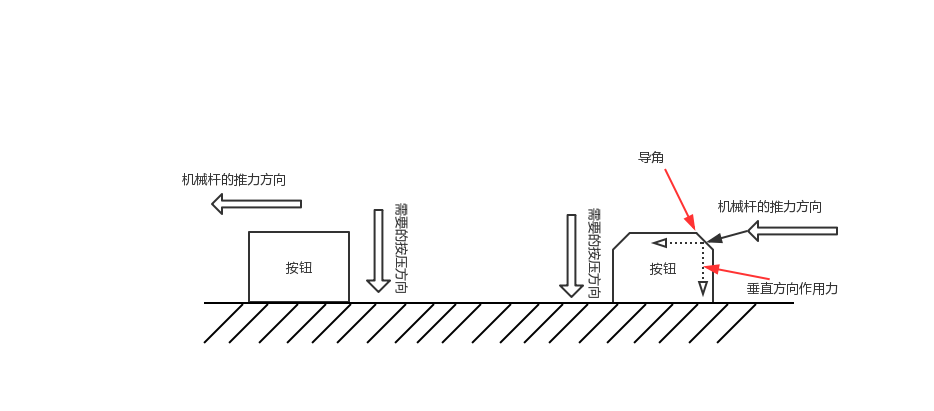 机械杆的推力方向
需要的按压方向
按钮
需要的按压方向
导角
机械杆的推力方向
按钮
垂直方向作用力